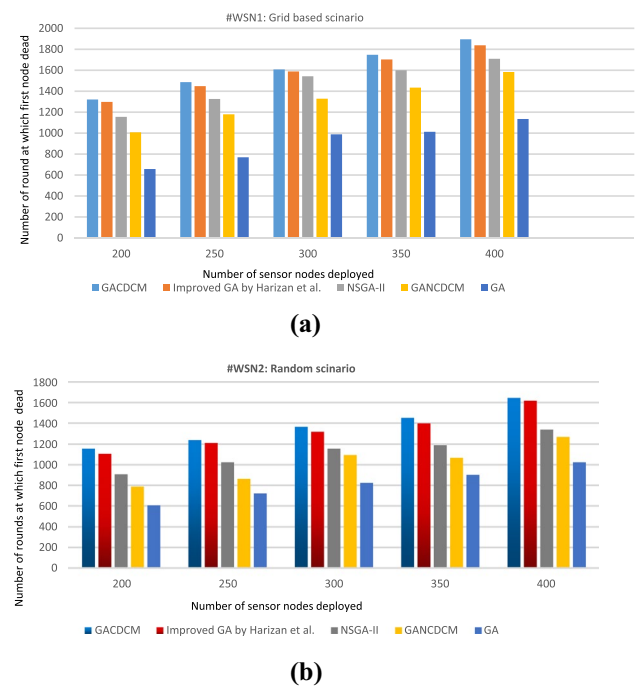 #WSN1: Grid based scinario
Number of round at which first node dead
2000
1800
1600
1400
1200
1000
800
600
400
200
0
200 250 300 350 400
Number of sensor nodes deployed
GACDCM Improved GA by Harizan et al. NSGA-II GANCDCM GA
(a)
#WSN2: Random scinario
Number of rounds at which first node dead
1800
1600
1400
1200
1000
800
600
400
200
0
200 250 300 350 400
Number of sensor nodes deployed
GACDCM Improved GA by Harizan et al. NSGA-II GANCDCM GA
(b)